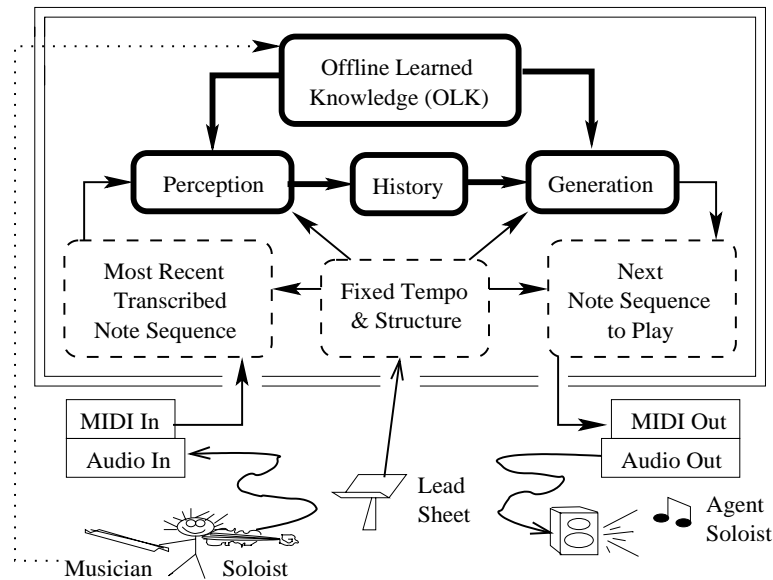 Offline Learned
Knowledge (OLK)
Perception
History
Generation
Most Recent
Transcribed
Note Sequence
Fixed Tempo
& Structure
Next
Note Sequence
to Play
MIDI In
Audio In
MIDI Out
Audio Out
Lead
Sheet
Agent
Soloist
Musician
Soloist